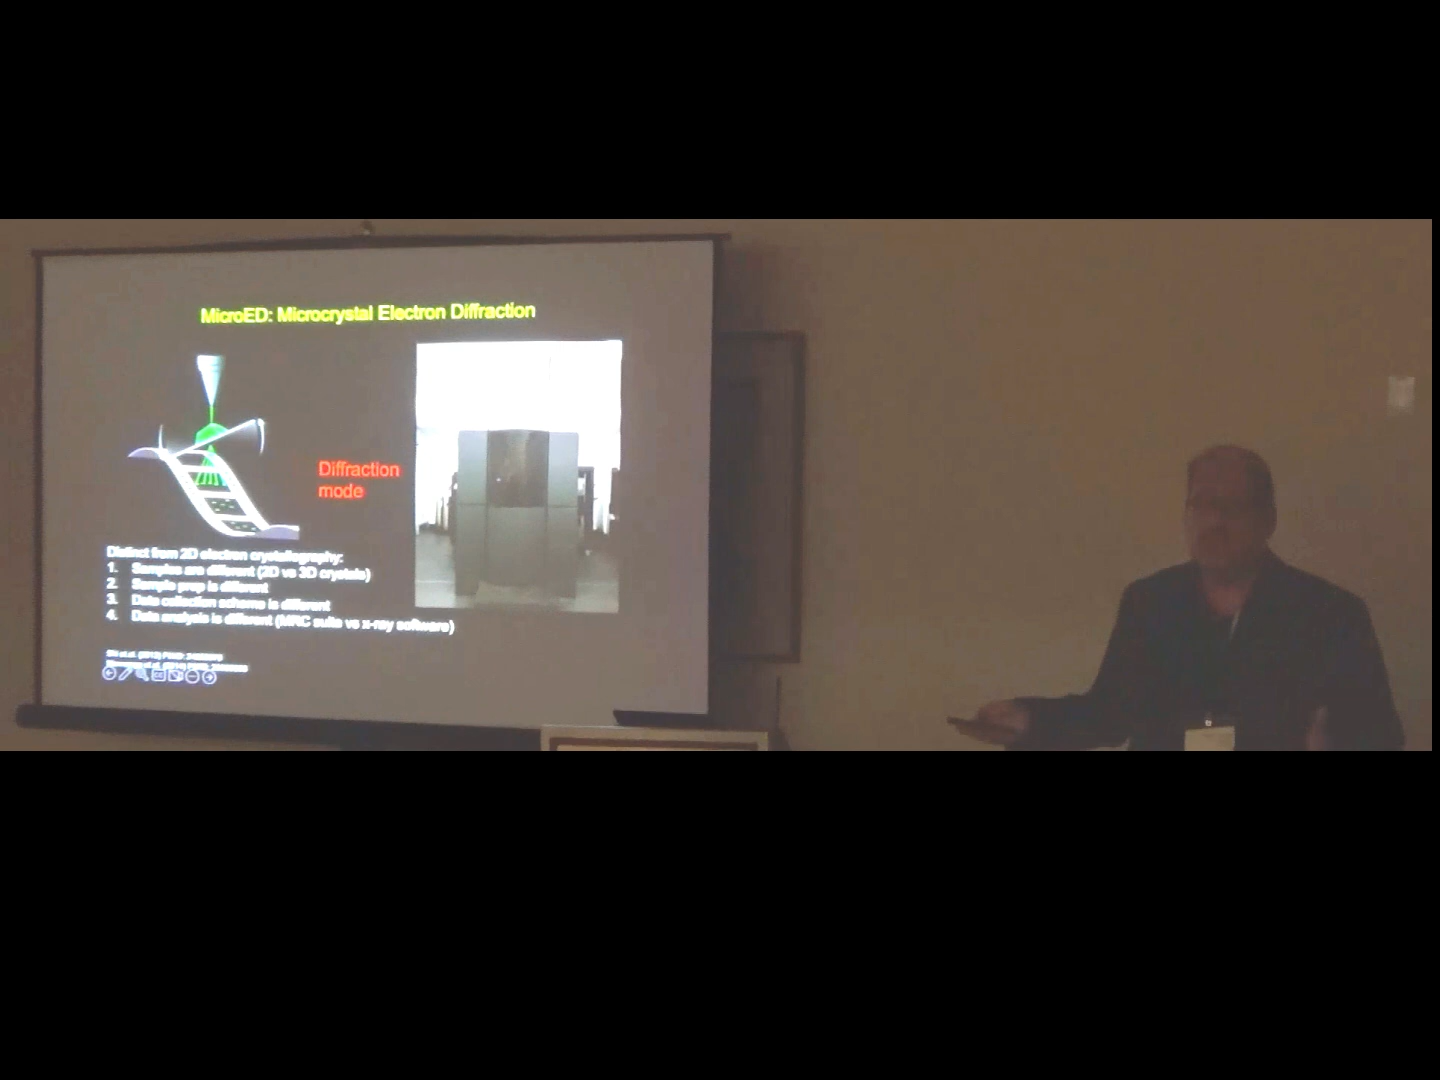 MicroED: Microcrystal Electron Diffraction
Diffraction
mode
Distinct from 2D electron crystallography:
1. Samples are different (2D vs 3D crystals)
2. Sample prep is different
3. Data collection scheme is different
4. Data analysis is different (MRC suite vs x-ray software)